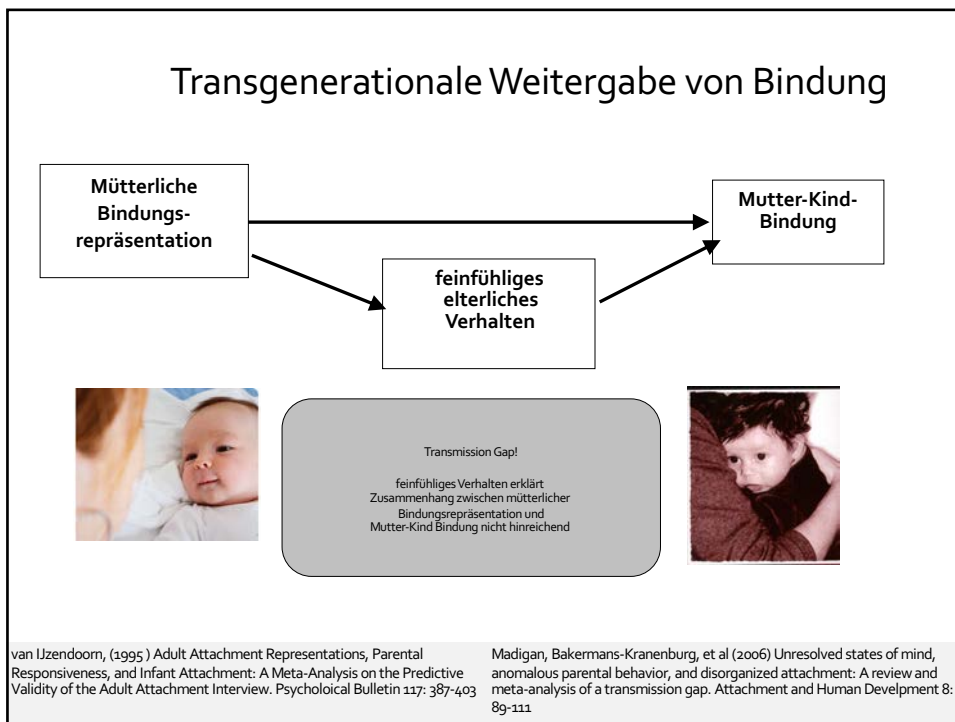 Transgenerationale Weitergabe von Bindung
Mütterliche
Bindungs-
repräsentation
Mutter-Kind-
Bindung
feinfühliges
elterliches
Verhalten
Transmission Gap!
feinfühliges Verhalten erklärt
Zusammenhang zwischen mütterlicher
Bindungsrepräsentation und
Mutter-Kind Bindung nicht hinreichend
van IJzendoorn, (1995 ) Adult Attachment Representations, Parental
Responsiveness, and Infant Attachment: A Meta-Analysis on the Predictive
Validity of the Adult Attachment Interview. Psycholoical Bulletin 117: 387-403
Madigan, Bakermans-Kranenburg, et al (2006) Unresolved states of mind,
anomalous parental behavior, and disorganized attachment: A review and
meta-analysis of a transmission gap. Attachment and Human Develpment 8:
89-111